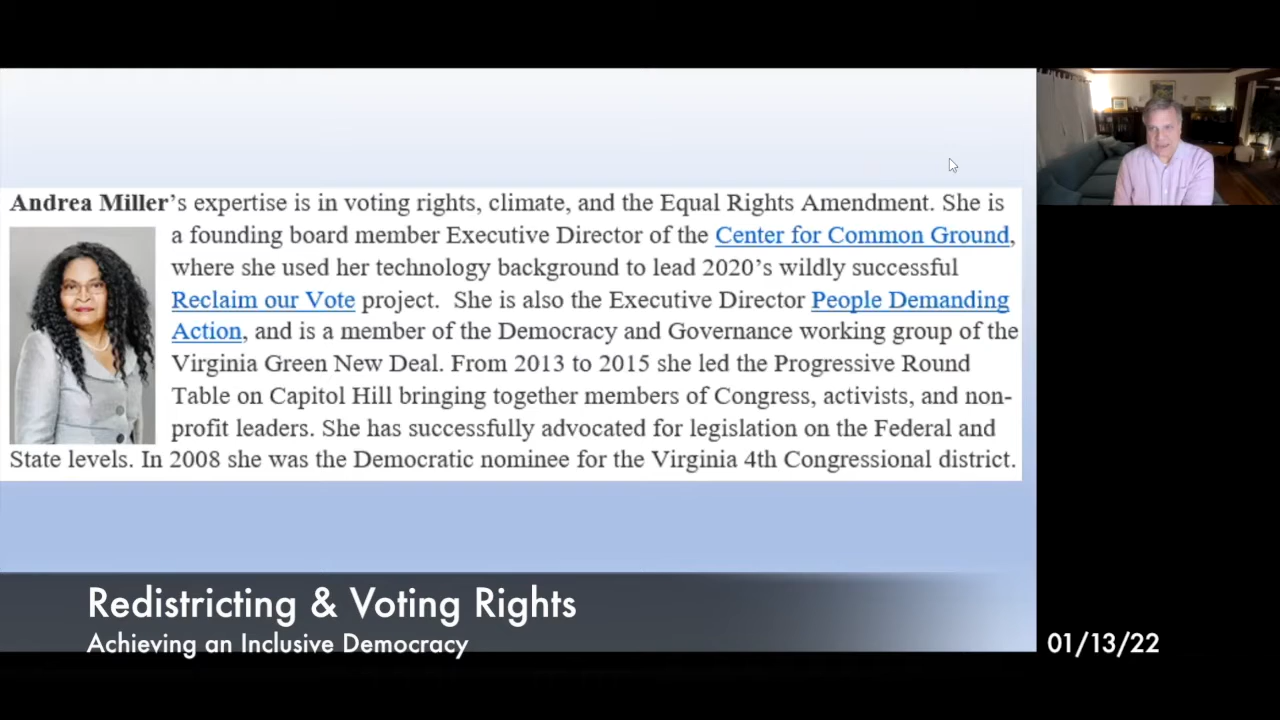 Andrea Miller's expertise is in voting rights, climate, and the Equal Rights Amendment. She is
a founding board member Executive Director of the Center for Common Ground,
where she used her technology background to lead 2020's wildly successful
Reclaim our Vote project.  She is also the Executive Director People Demanding
Action, and is a member of the Democracy and Governance working group of the
Virginia Green New Deal. From 2013 to 2015 she led the Progressive Round
Table on Capitol Hill bringing together members of Congress, activists, and non-
profit leaders. She has successfully advocated for legislation on the Federal and
State levels. In 2008 she was the Democratic nominee for the Virginia 4th Congressional district.
Redistricting & Voting Rights
Achieving an Inclusive Democracy
01/13/22